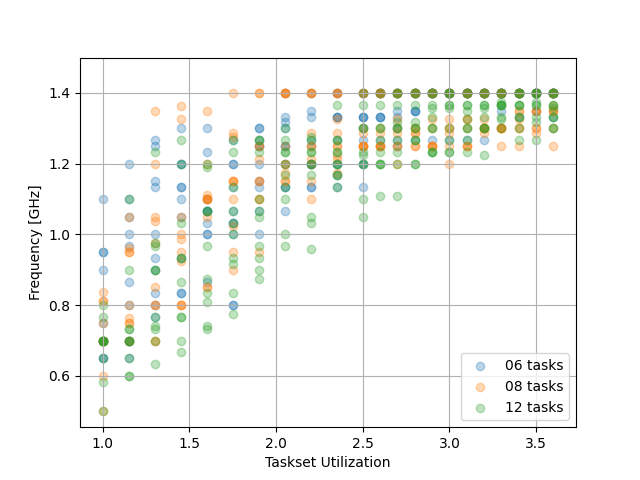 1.4
1.2
1.0
0.8
0.6
Frequency [GHz]
06 tasks
08 tasks
12 tasks
1.0 1.5 2.0 2.5 3.0 3.5
Taskset Utilization